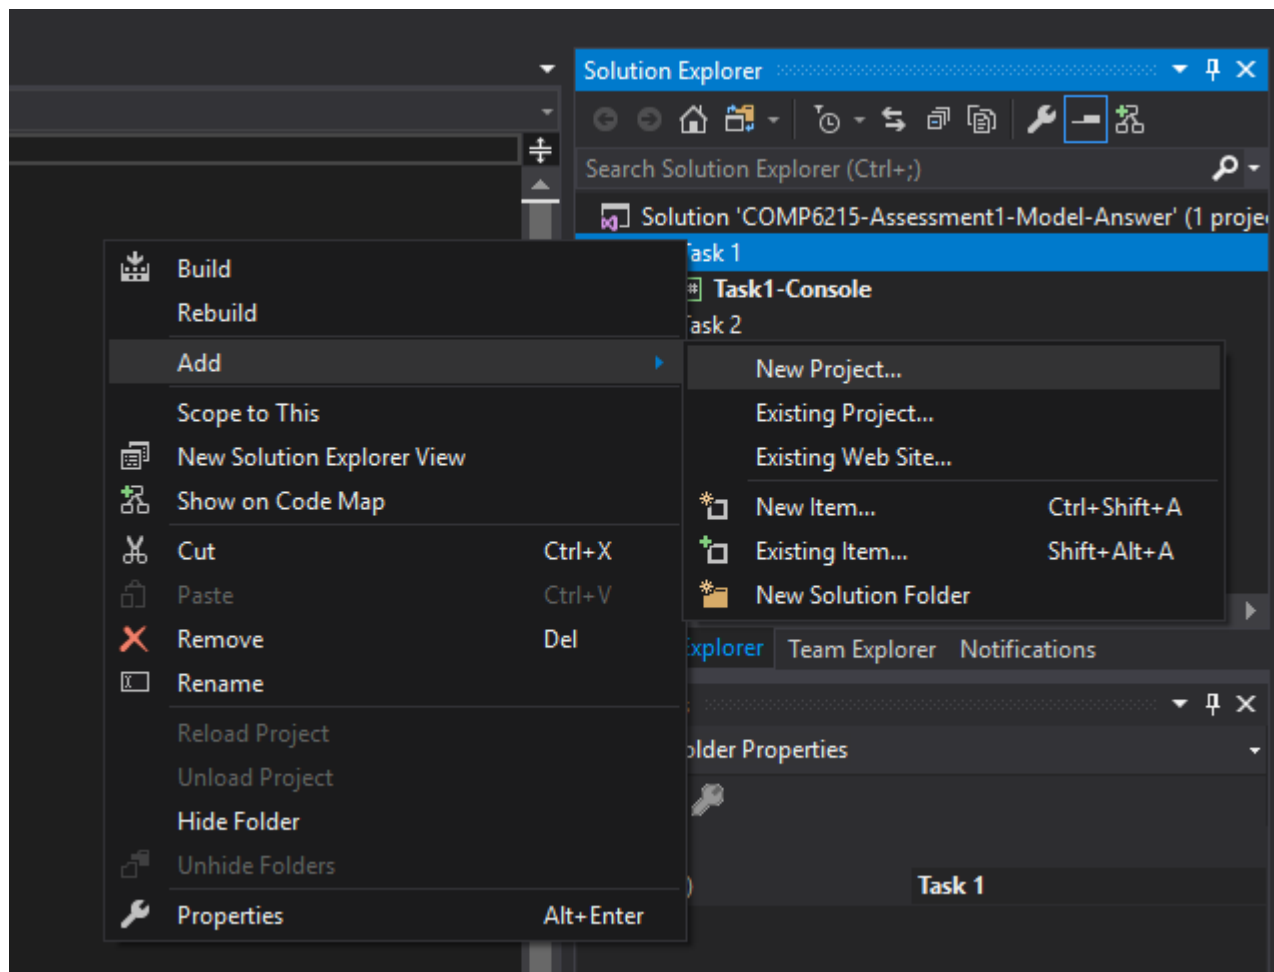 Solution Explorer
Search Solution Explorer (Ctrl+;)
Solution 'COMP6215-Assessment1-Model-Answer' (1 proje
ask 1
Task1-Console
ask 2
Build
Rebuild
Add
Scope to This
New Solution Explorer View
Show on Code Map
Cut Ctrl+X
Paste Ctrl+V
Remove Del
Rename
Reload Project
Unload Project
Hide Folder
Unhide Folders
Properties Alt+Enter
New Project...
Existing Project...
Existing Web Site...
New Item... Ctrl+Shift+A
Existing Item... Shift+Alt+A
New Solution Folder
Explorer Team Explorer Notifications
older Properties
) Task 1